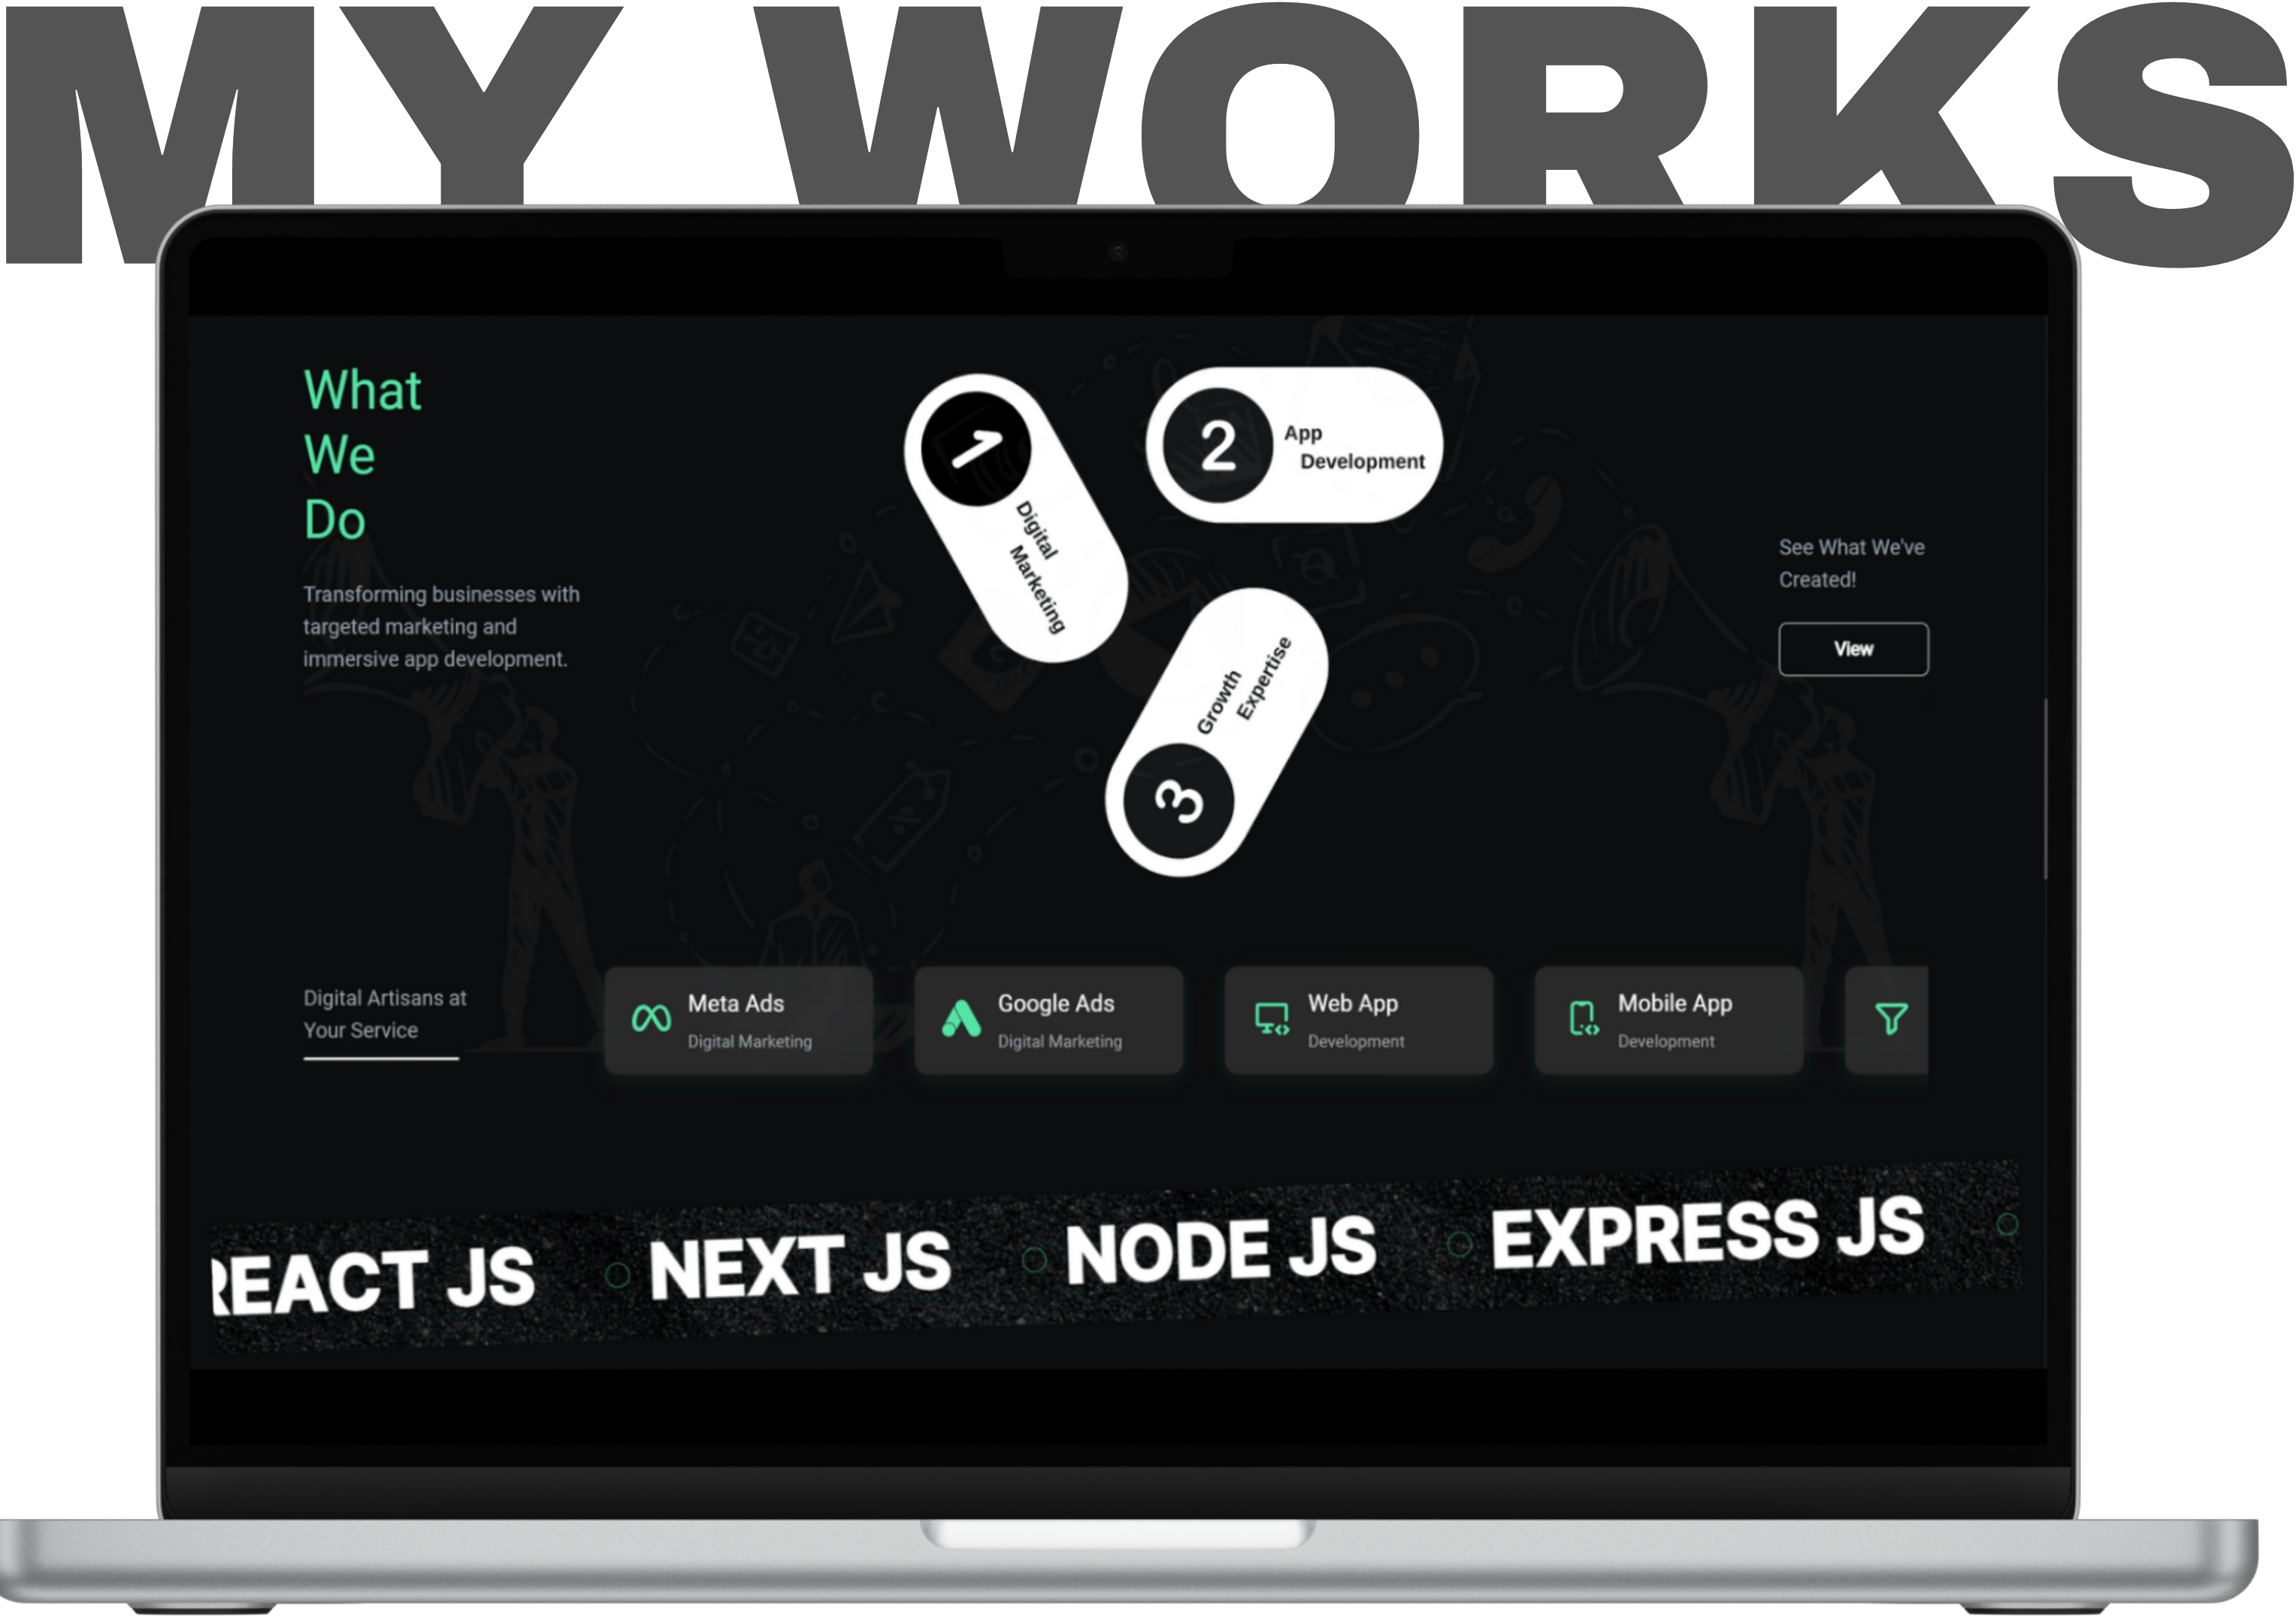 MY WORKS
What
We
Do
Transforming businesses with
targeted marketing and
immersive app development.
1
Digital
Marketing
2
App
Development
3
Growth
Expertise
See What We've
Created!
View
Digital Artisans at
Your Service
Meta Ads
Digital Marketing
Google Ads
Digital Marketing
Web App
Development
Mobile App
Development
REACT JS
NEXT JS
NODE JS
EXPRESS JS